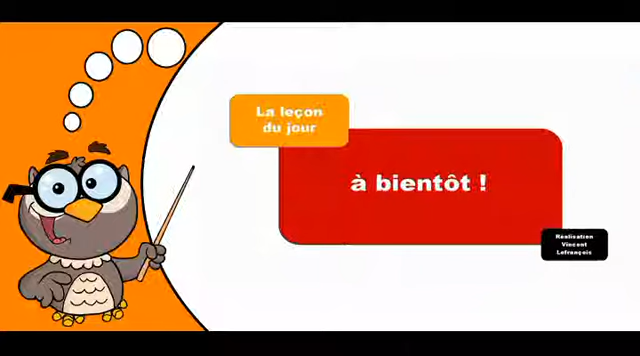 La leçon
du jour
à bientôt !
Réalisation
Vincent
Lefrançois